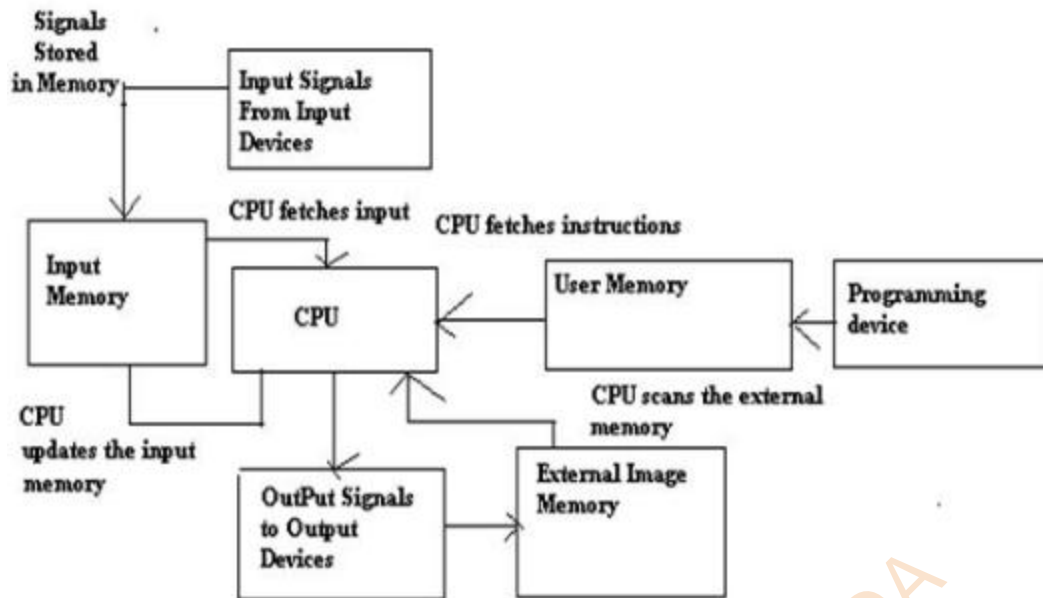 Signals
Stored
in Memory
Input Signals
From Input
Devices
CPU fetches input
CPU fetches instructions
Input
Memory
CPU
User Memory
Programming
device
CPU
updates the input
memory
CPU scans the external
memory
OutPut Signals
to Output
Devices
External Image
Memory